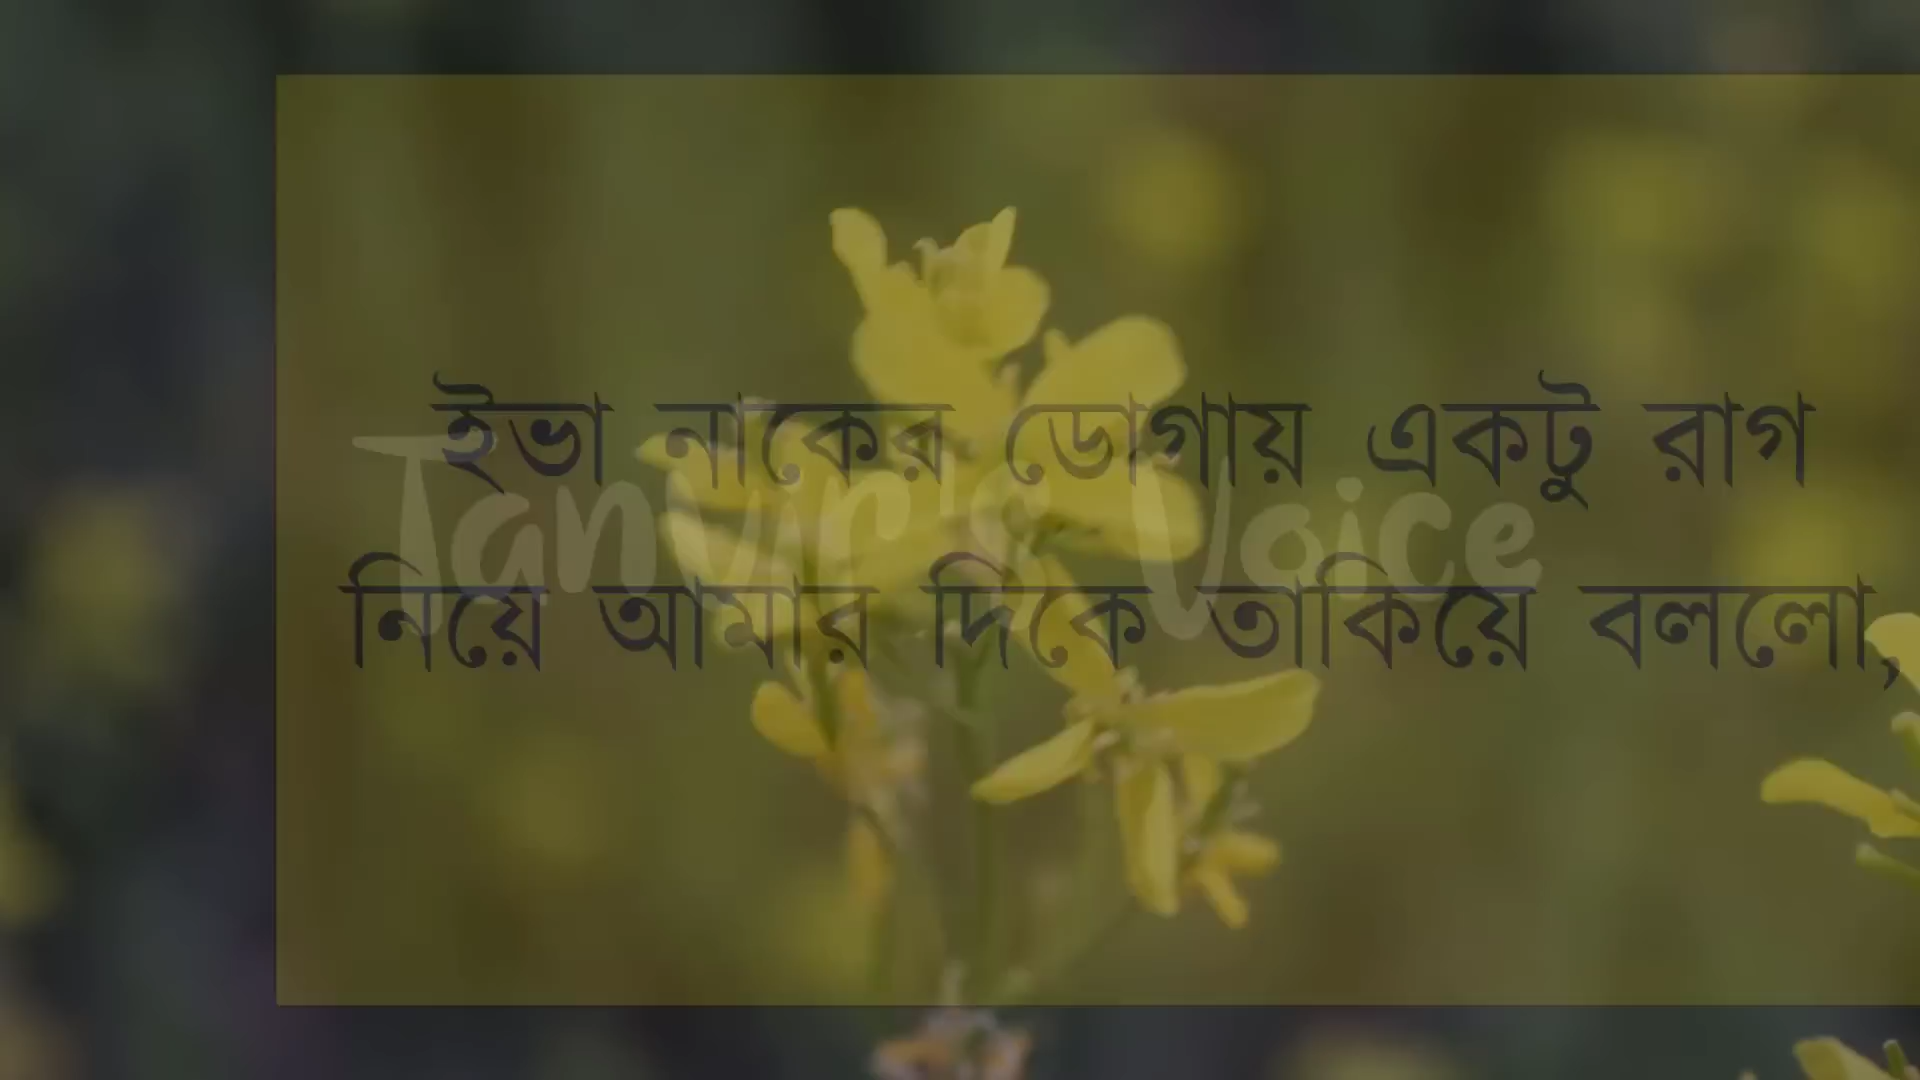 ইভা নাকের ডোগায় একটু রাগ
Tanvir's Voice
নিয়ে আমার দিকে তাকিয়ে বললো,